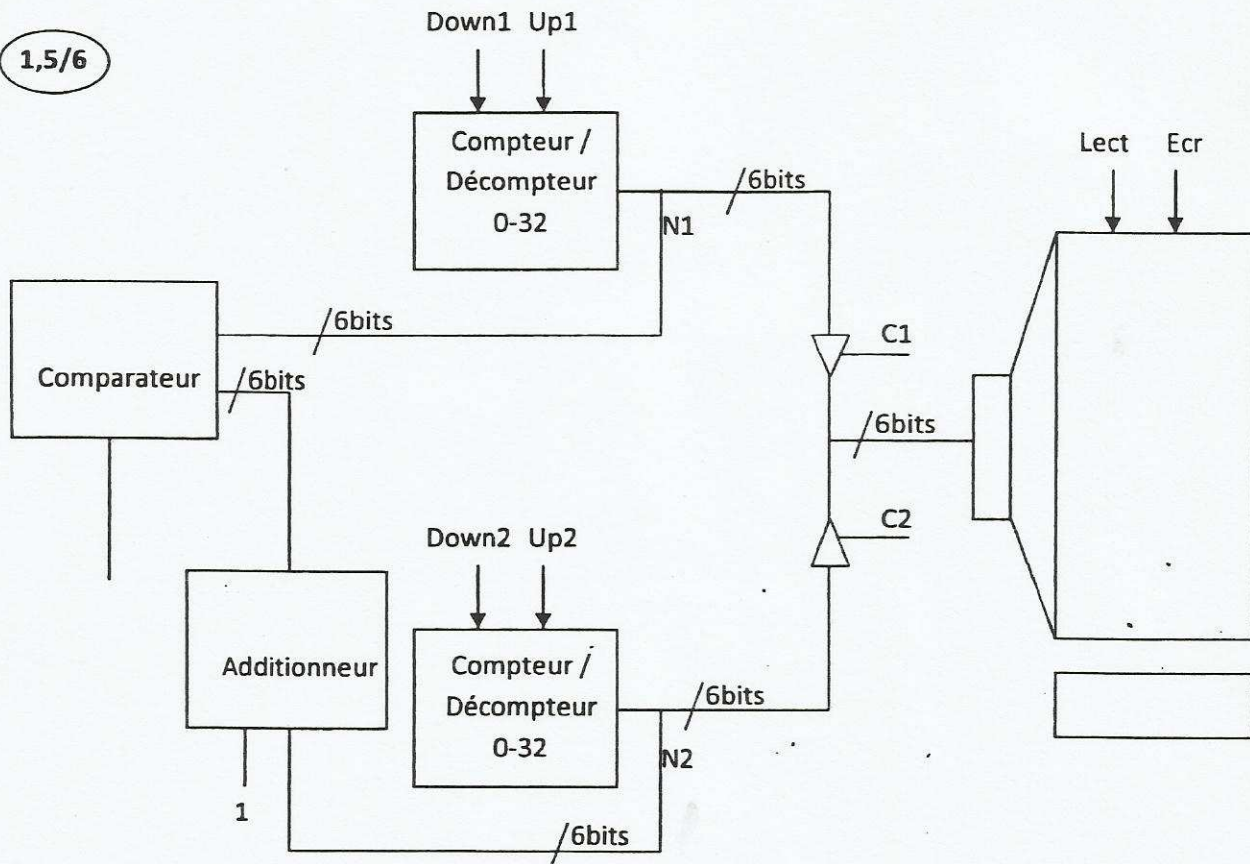 1,5/6
Down1 Up1
Compteur /
Décompteur
0-32
/6bits
N1
Lect Ecr
/6bits
Comparateur
/6bits
C1
/6bits
C2
Down2 Up2
Additionneur
Compteur /
Décompteur
0-32
/6bits
N2
1
/6bits